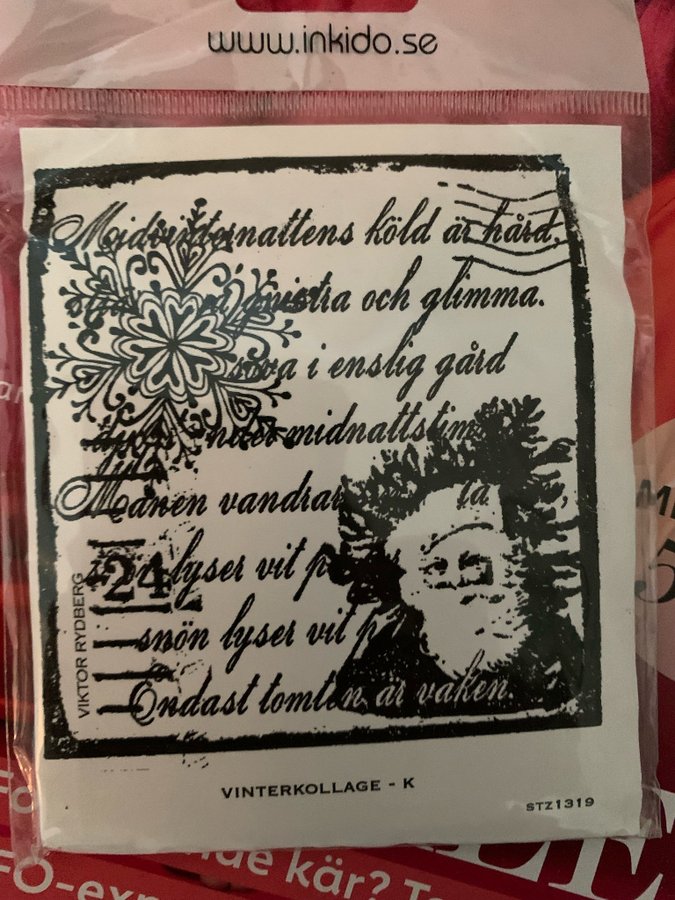 www.inkido.se
Midvinternattens köld är hård,
gnistra och glimma.
sova i enslig gård
djupt under midnattstim
Månen vandrar
24 lyser vit på
snön lyser vit p
Endast tomten är vaken.
VIKTOR RYDBERG
VINTERKOLLAGE - K
STZ1319
kär?